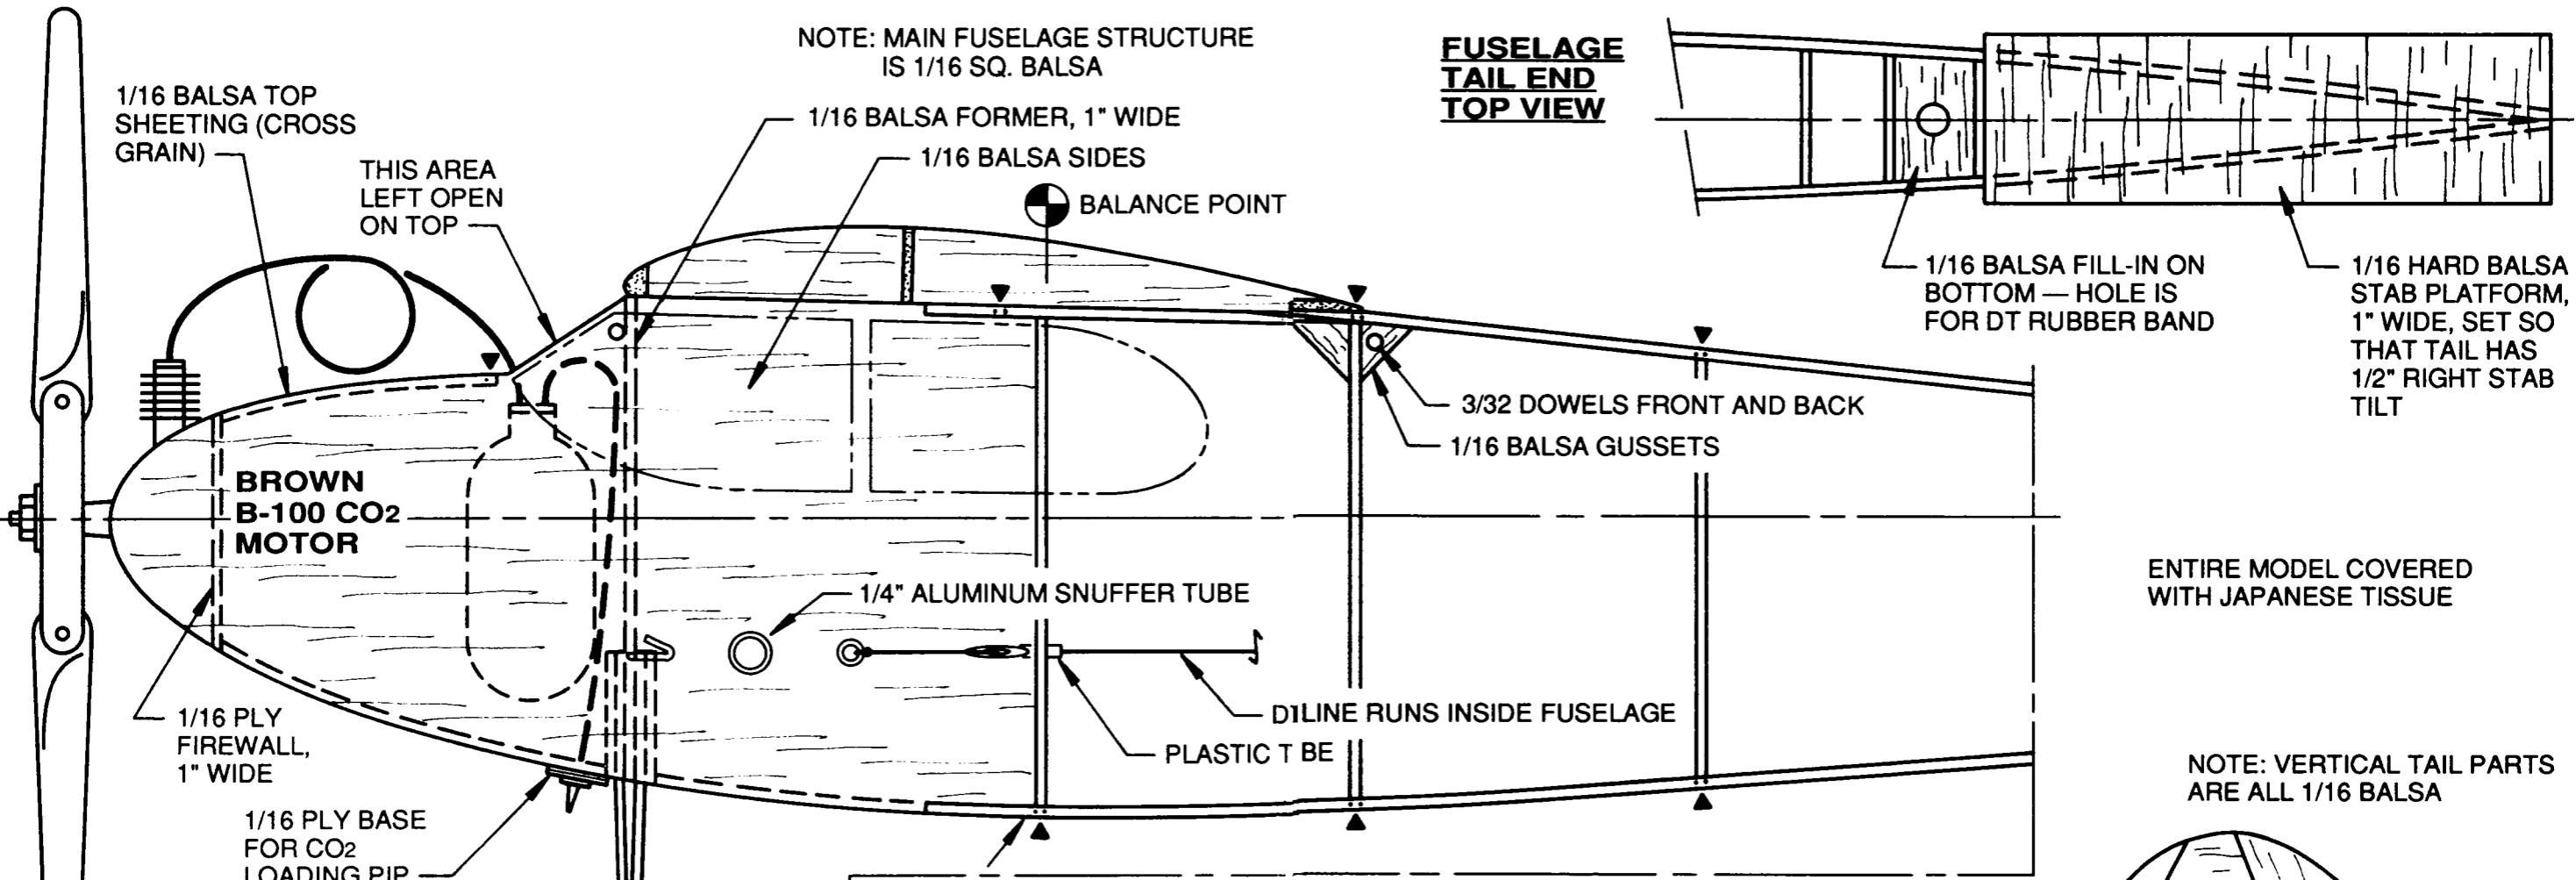 NOTE: MAIN FUSELAGE STRUCTURE
IS 1/16 SQ. BALSA
FUSELAGE
TAIL END
TOP VIEW
1/16 BALSA TOP
SHEETING (CROSS
GRAIN)
1/16 BALSA FORMER, 1" WIDE
THIS AREA
LEFT OPEN
ON TOP
1/16 BALSA SIDES
BALANCE POINT
1/16 BALSA FILL-IN ON
BOTTOM — HOLE IS
FOR DT RUBBER BAND
1/16 HARD BALSA
STAB PLATFORM,
1" WIDE, SET SO
THAT TAIL HAS
1/2" RIGHT STAB
TILT
3/32 DOWELS FRONT AND BACK
1/16 BALSA GUSSETS
BROWN
B-100 CO2
MOTOR
ENTIRE MODEL COVERED
WITH JAPANESE TISSUE
1/4" ALUMINUM SNUFFER TUBE
LINE RUNS INSIDE FUSELAGE
PLASTIC T BE
1/16 PLY
FIREWALL,
1" WIDE
NOTE: VERTICAL TAIL PARTS
ARE ALL 1/16 BALSA
1/16 PLY BASE
FOR CO2
LOADING PIP